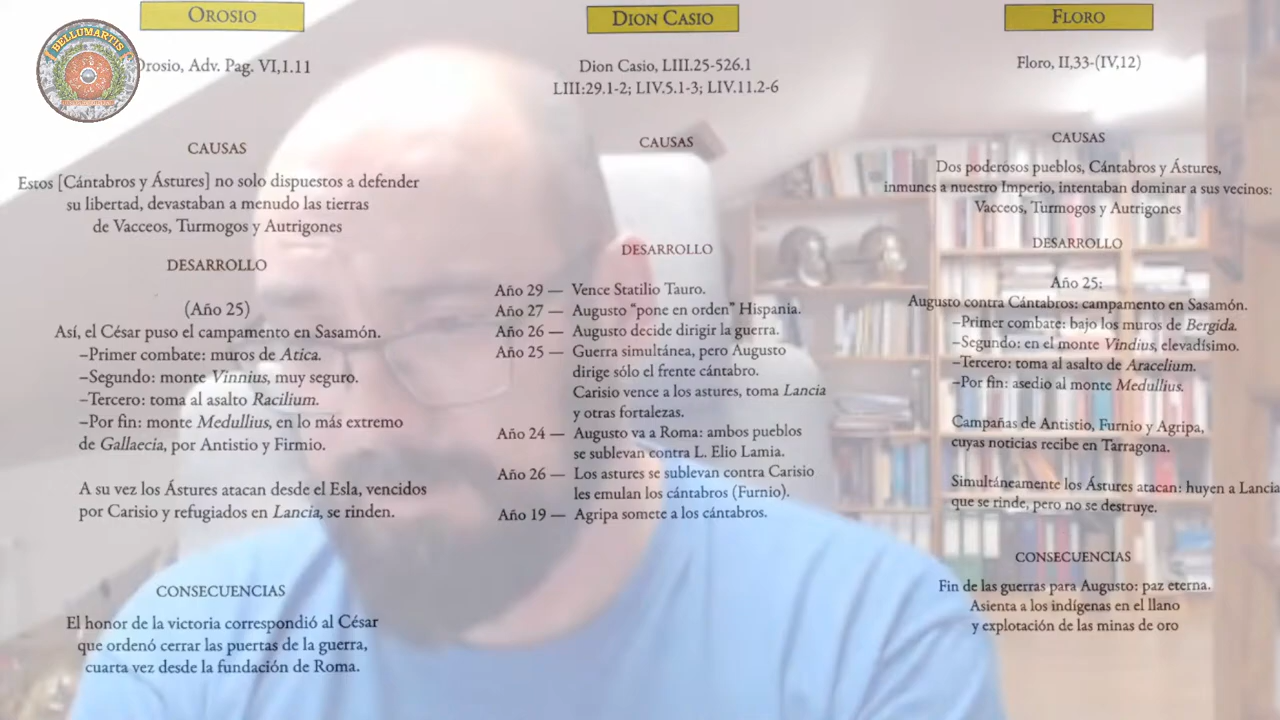 BELLUMARTIS
OROSIO
Orosio, Adv. Pag. VI,1.11
CAUSAS
Estos [Cántabros y Ástures] no solo dispuestos a defender
su libertad, devastaban a menudo las tierras
de Vacceos, Turmogos y Autrigones
DESARROLLO
(Año 25)
Así, el César puso el campamento en Sasamón.
–Primer combate: muros de Atica.
–Segundo: monte Vinnius, muy seguro.
–Tercero: toma al asalto Racilium.
–Por fin: monte Medullius, en lo más extremo
de Gallaecia, por Antistio y Firmio.
A su vez los Ástures atacan desde el Esla, vencidos
por Carisio y refugiados en Lancia, se rinden.
CONSECUENCIAS
El honor de la victoria correspondió al César
que ordenó cerrar las puertas de la guerra,
cuarta vez desde la fundación de Roma.
DION CASIO
Dion Casio, LIII.25-526.1
LIII:29.1-2; LIV.5.1-3; LIV.11.2-6
CAUSAS
DESARROLLO
Año 29 — Vence Statilio Tauro.
Año 27 — Augusto “pone en orden” Hispania.
Año 26 — Augusto decide dirigir la guerra.
Año 25 — Guerra simultánea, pero Augusto
dirige sólo el frente cántabro.
Carisio vence a los astures, toma Lancia
y otras fortalezas.
Año 24 — Augusto va a Roma: ambos pueblos
se sublevan contra L. Elio Lamia.
Año 26 — Los astures se sublevan contra Carisio
les emulan los cántabros (Furnio).
Año 19 — Agripa somete a los cántabros.
FLORO
Floro, II,33-(IV,12)
CAUSAS
Dos poderosos pueblos, Cántabros y Ástures,
inmunes a nuestro Imperio, intentaban dominar a sus vecinos:
Vacceos, Turmogos y Autrigones
DESARROLLO
Año 25:
Augusto contra Cántabros: campamento en Sasamón.
–Primer combate: bajo los muros de Bergida.
–Segundo: en el monte Vindius, elevadísimo.
–Tercero: toma al asalto de Aracelium.
–Por fin: asedio al monte Medullius.
Campañas de Antistio, Furnio y Agripa,
cuyas noticias recibe en Tarragona.
Simultáneamente los Ástures atacan: huyen a Lancia
que se rinde, pero no se destruye.
CONSECUENCIAS
Fin de las guerras para Augusto: paz eterna.
Asienta a los indígenas en el llano
y explotación de las minas de oro